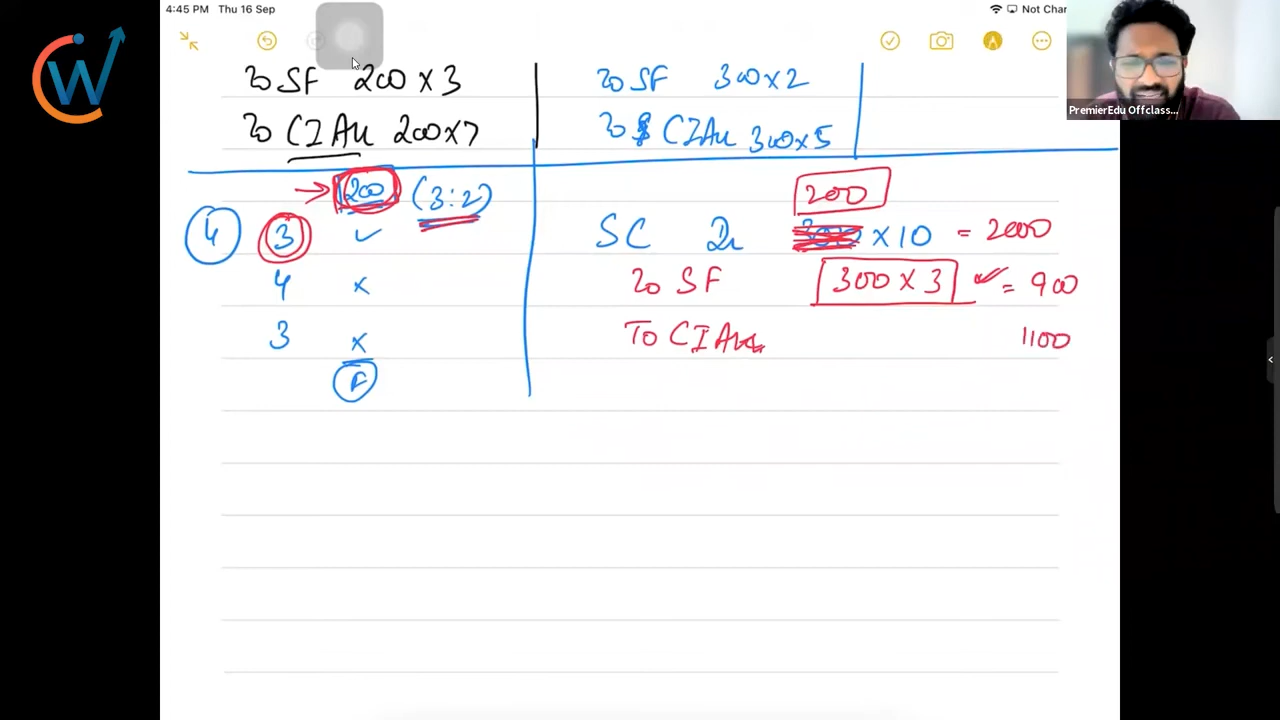 4:45 PM Thu 16 Sep
Not Char
PremierEdu Offclass...
W
To SF 200 x 3
To CIAu 200 x 7
To SF 300 x 2
To CIAu 300 x 5
→ 200 (3:2)
4 3 ✓
4 x
3 x
F
200
SC Dr x 10 = 2000
To SF 300 x 3 ✓ = 900
To CIAu 1100